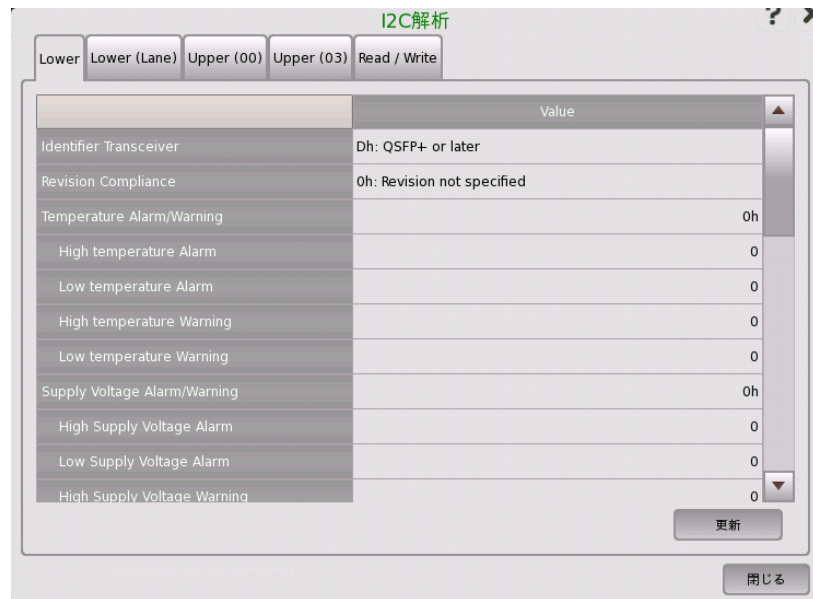 I2C解析
?
Lower Lower (Lane) Upper (00) Upper (03) Read / Write
Value
Identifier Transceiver Dh: QSFP+ or later
Revision Compliance 0h: Revision not specified
Temperature Alarm/Warning 0h
High temperature Alarm 0
Low temperature Alarm 0
High temperature Warning 0
Low temperature Warning 0
Supply Voltage Alarm/Warning 0h
High Supply Voltage Alarm 0
Low Supply Voltage Alarm 0
High Supply Voltage Warning 0
更新
閉じる